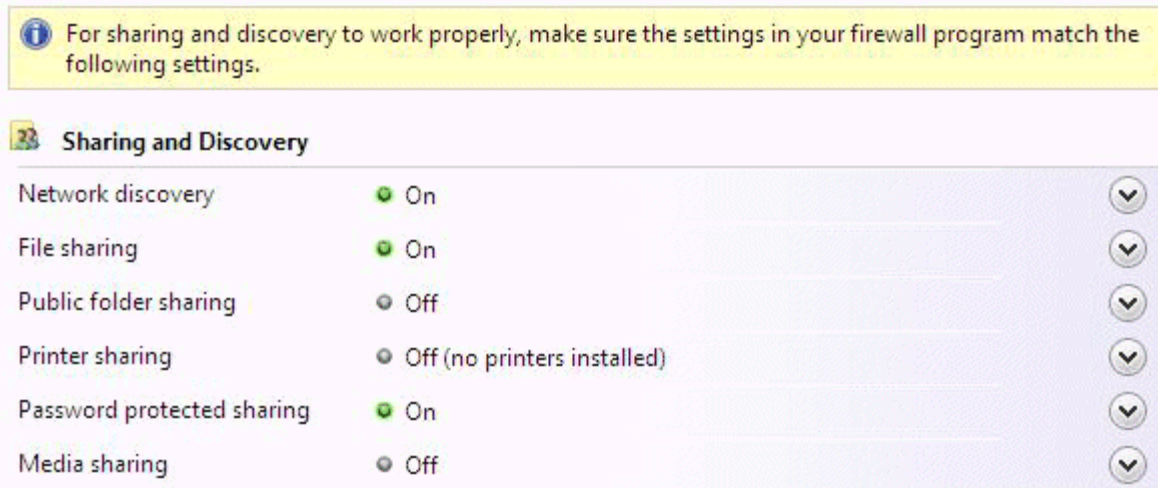 For sharing and discovery to work properly, make sure the settings in your firewall program match the
following settings.
Sharing and Discovery
Network discovery On
File sharing On
Public folder sharing Off
Printer sharing Off (no printers installed)
Password protected sharing On
Media sharing Off